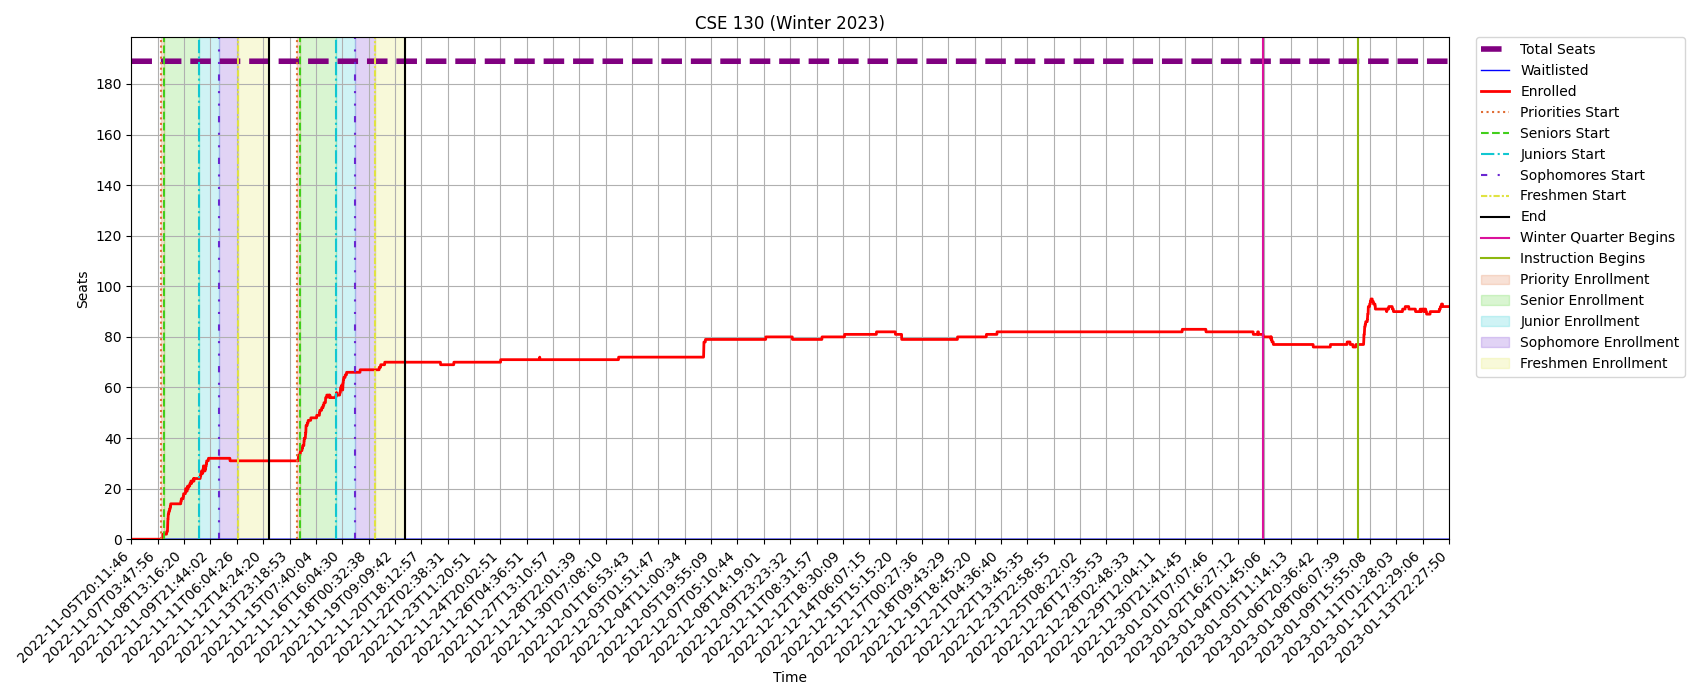 CSE 130 (Winter 2023)
Seats
180
160
140
120
100
80
60
40
20
0
2022-11-05T20:11:46
2022-11-07T03:47:56
2022-11-08T13:16:20
2022-11-09T21:44:02
2022-11-11T06:04:26
2022-11-12T14:24:20
2022-11-13T23:18:53
2022-11-15T07:40:04
2022-11-16T16:04:30
2022-11-18T00:32:38
2022-11-19T09:09:42
2022-11-20T18:12:57
2022-11-22T02:38:31
2022-11-23T11:20:51
2022-11-24T20:02:51
2022-11-26T04:36:51
2022-11-27T13:10:57
2022-11-28T22:01:39
2022-11-30T07:08:10
2022-12-01T16:53:43
2022-12-03T01:51:47
2022-12-04T11:00:34
2022-12-05T19:55:09
2022-12-07T05:10:44
2022-12-08T14:19:01
2022-12-09T23:23:32
2022-12-11T08:31:57
2022-12-12T18:30:09
2022-12-14T06:07:15
2022-12-15T15:15:20
2022-12-17T00:27:36
2022-12-18T09:43:29
2022-12-19T18:45:20
2022-12-21T04:36:40
2022-12-22T13:45:35
2022-12-23T22:58:55
2022-12-25T08:22:02
2022-12-26T17:35:53
2022-12-28T02:48:33
2022-12-29T12:04:11
2022-12-30T21:41:45
2023-01-01T07:07:46
2023-01-02T16:27:12
2023-01-04T01:45:06
2023-01-05T11:14:13
2023-01-06T20:36:42
2023-01-08T06:07:39
2023-01-09T15:55:08
2023-01-11T01:28:03
2023-01-12T12:29:06
2023-01-13T22:27:50
Time
Total Seats
Waitlisted
Enrolled
Priorities Start
Seniors Start
Juniors Start
Sophomores Start
Freshmen Start
End
Winter Quarter Begins
Instruction Begins
Priority Enrollment
Senior Enrollment
Junior Enrollment
Sophomore Enrollment
Freshmen Enrollment